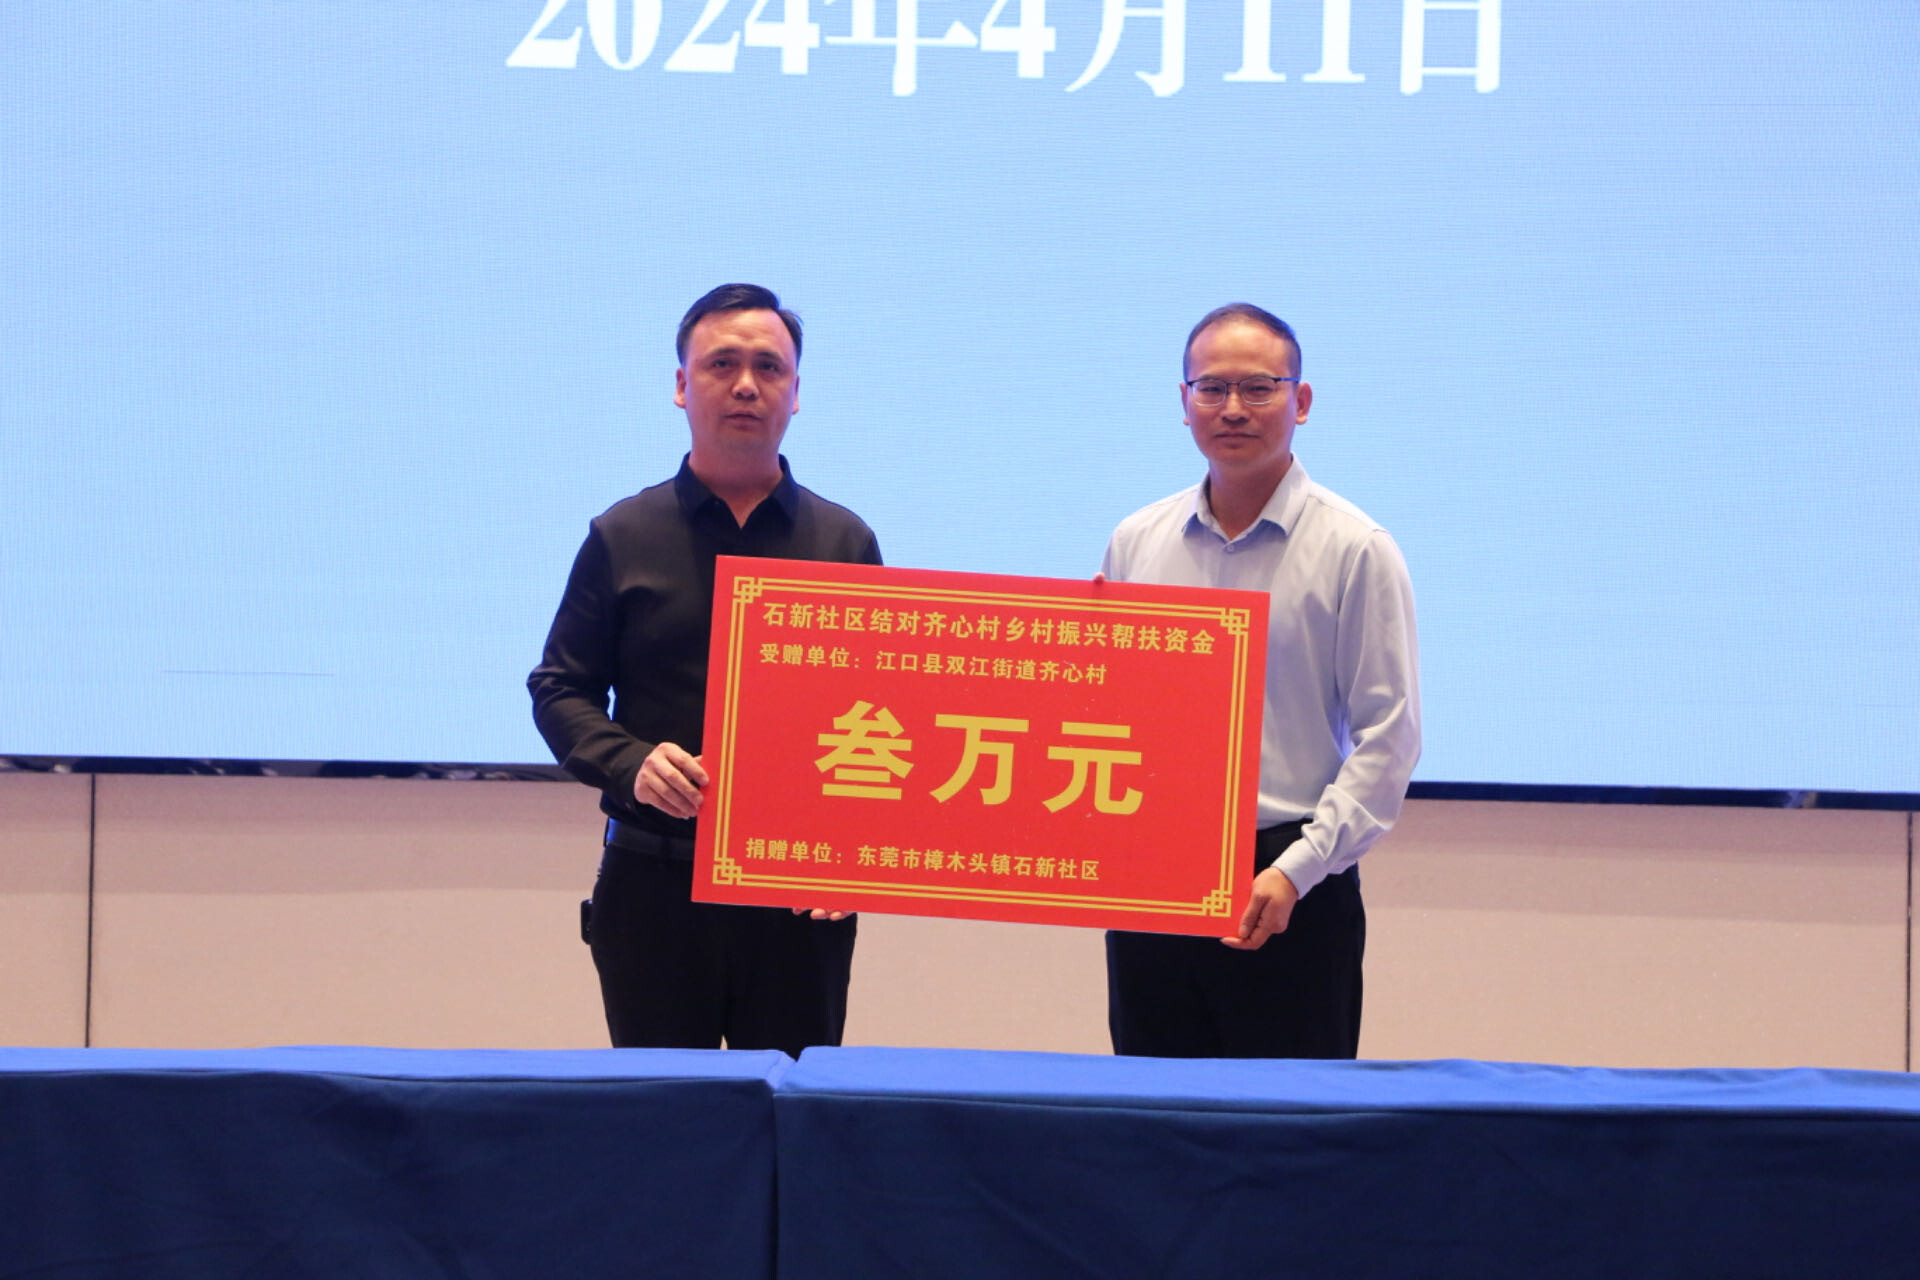 2024年4月11日
石新社区结对齐心村乡村振兴帮扶资金
受赠单位：江口县双江街道齐心村
叁万元
捐赠单位：东莞市樟木头镇石新社区